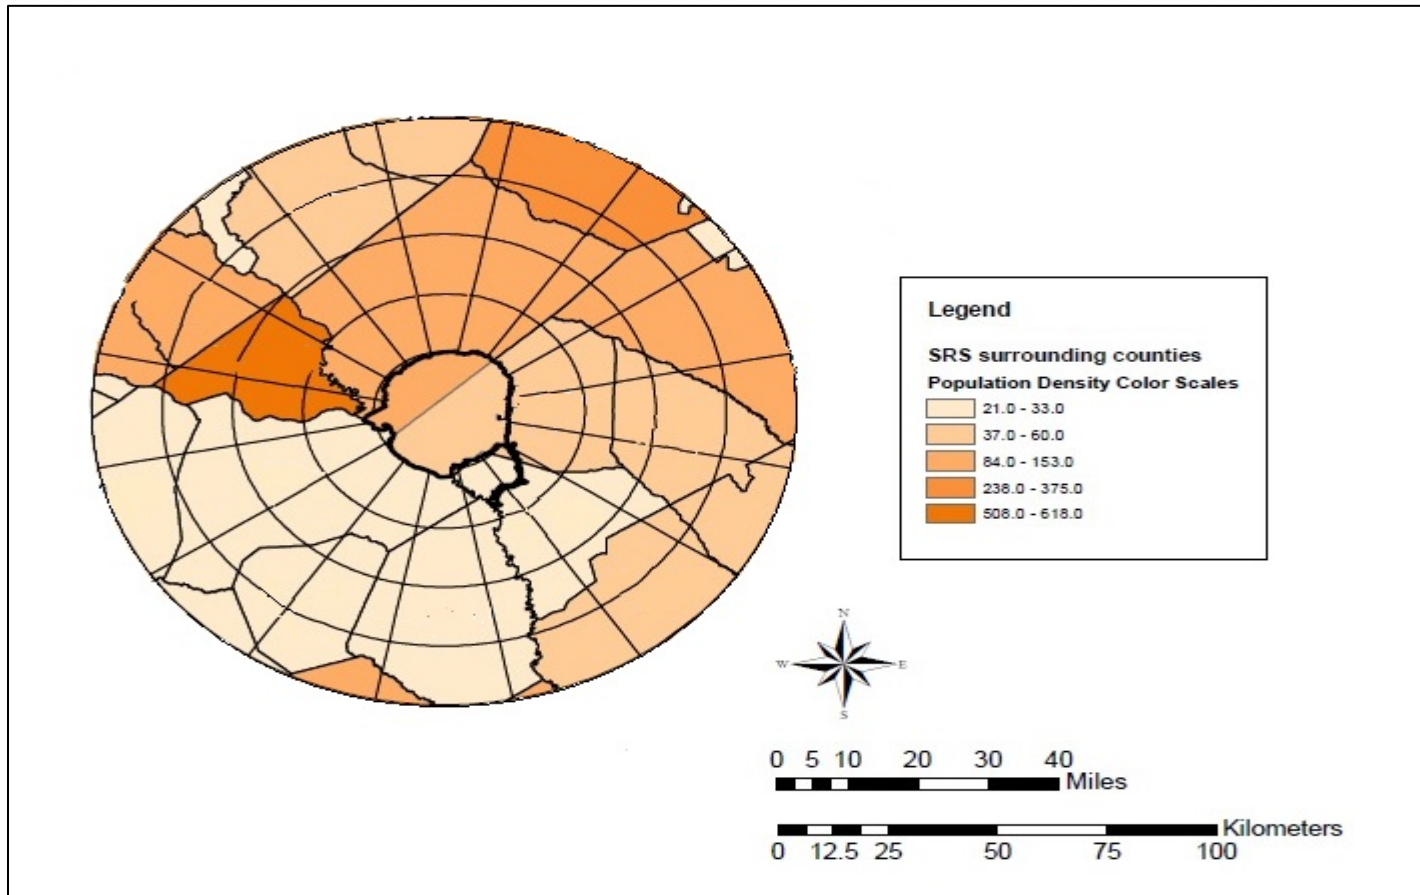 Legend
SRS surrounding counties
Population Density Color Scales
21.0 - 33.0
37.0 - 60.0
84.0 - 153.0
238.0 - 375.0
508.0 - 618.0
N
W E
S
0 5 10 20 30 40
Miles
Kilometers
0 12.5 25 50 75 100